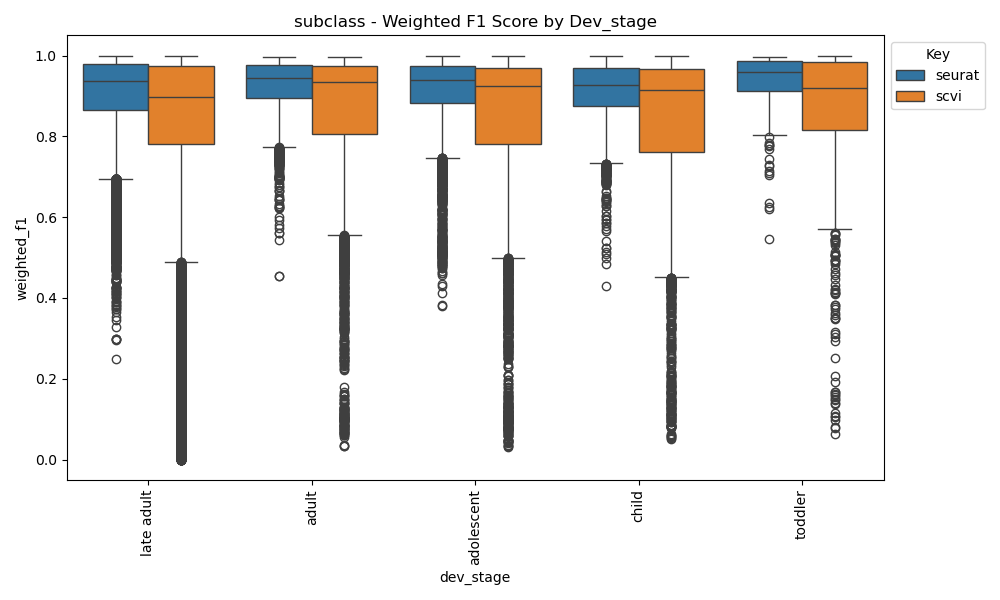 subclass - Weighted F1 Score by Dev_stage
Key
seurat
scvi
weighted_f1
1.0
0.8
0.6
0.4
0.2
0.0
late adult
adult
adolescent
child
toddler
dev_stage